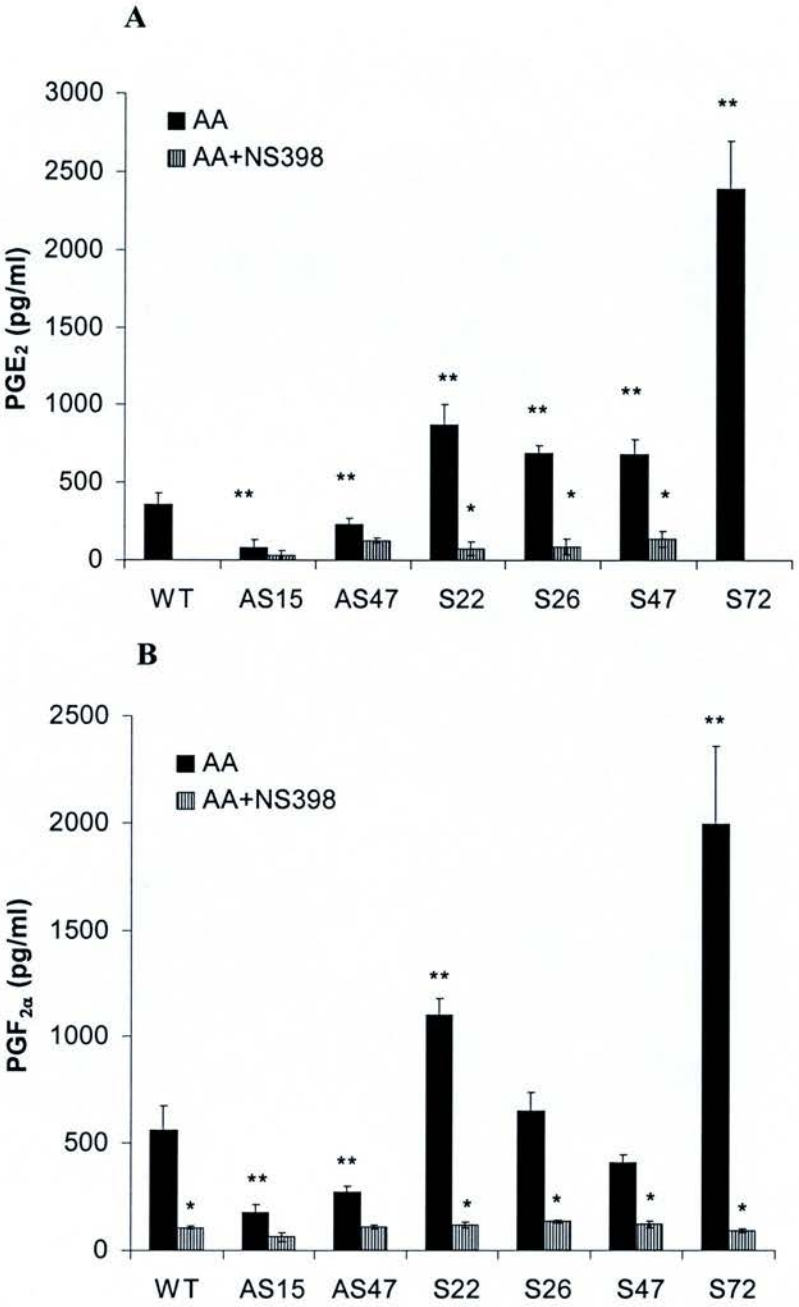 A
3000
2500
2000
1500
1000
500
0
PGE2 (pg/ml)
AA
AA+NS398
**
** ** ** * ** * ** *
WT AS15 AS47 S22 S26 S47 S72
B
2500
2000
1500
1000
500
0
PGF2α (pg/ml)
AA
AA+NS398
**
**
* ** ** * * * *
WT AS15 AS47 S22 S26 S47 S72